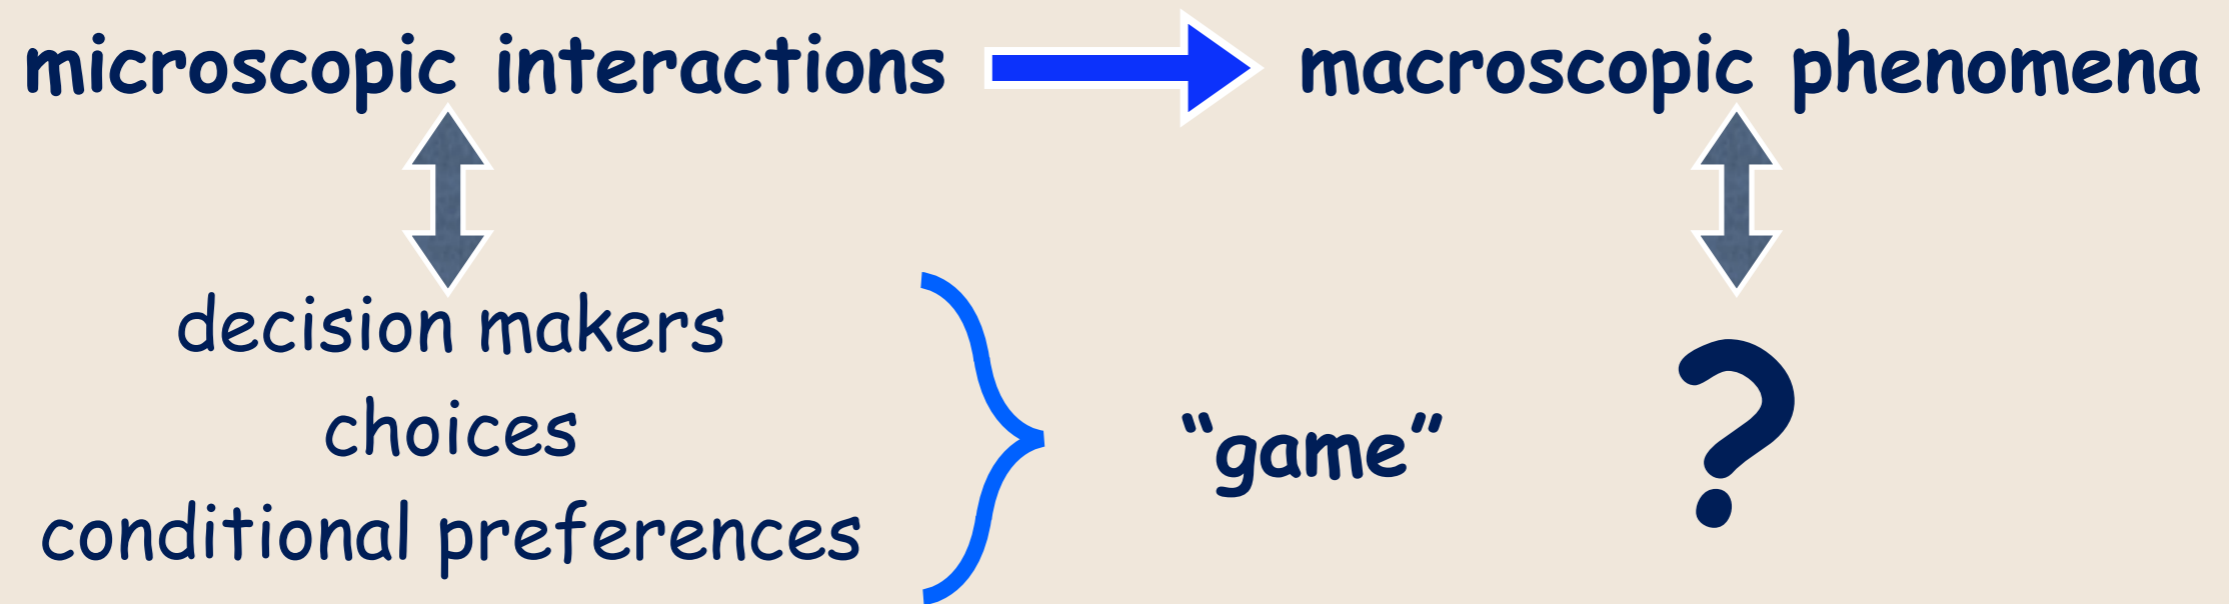 microscopic interactions macroscopic phenomena
decision makers
choices
conditional preferences
“game”
?